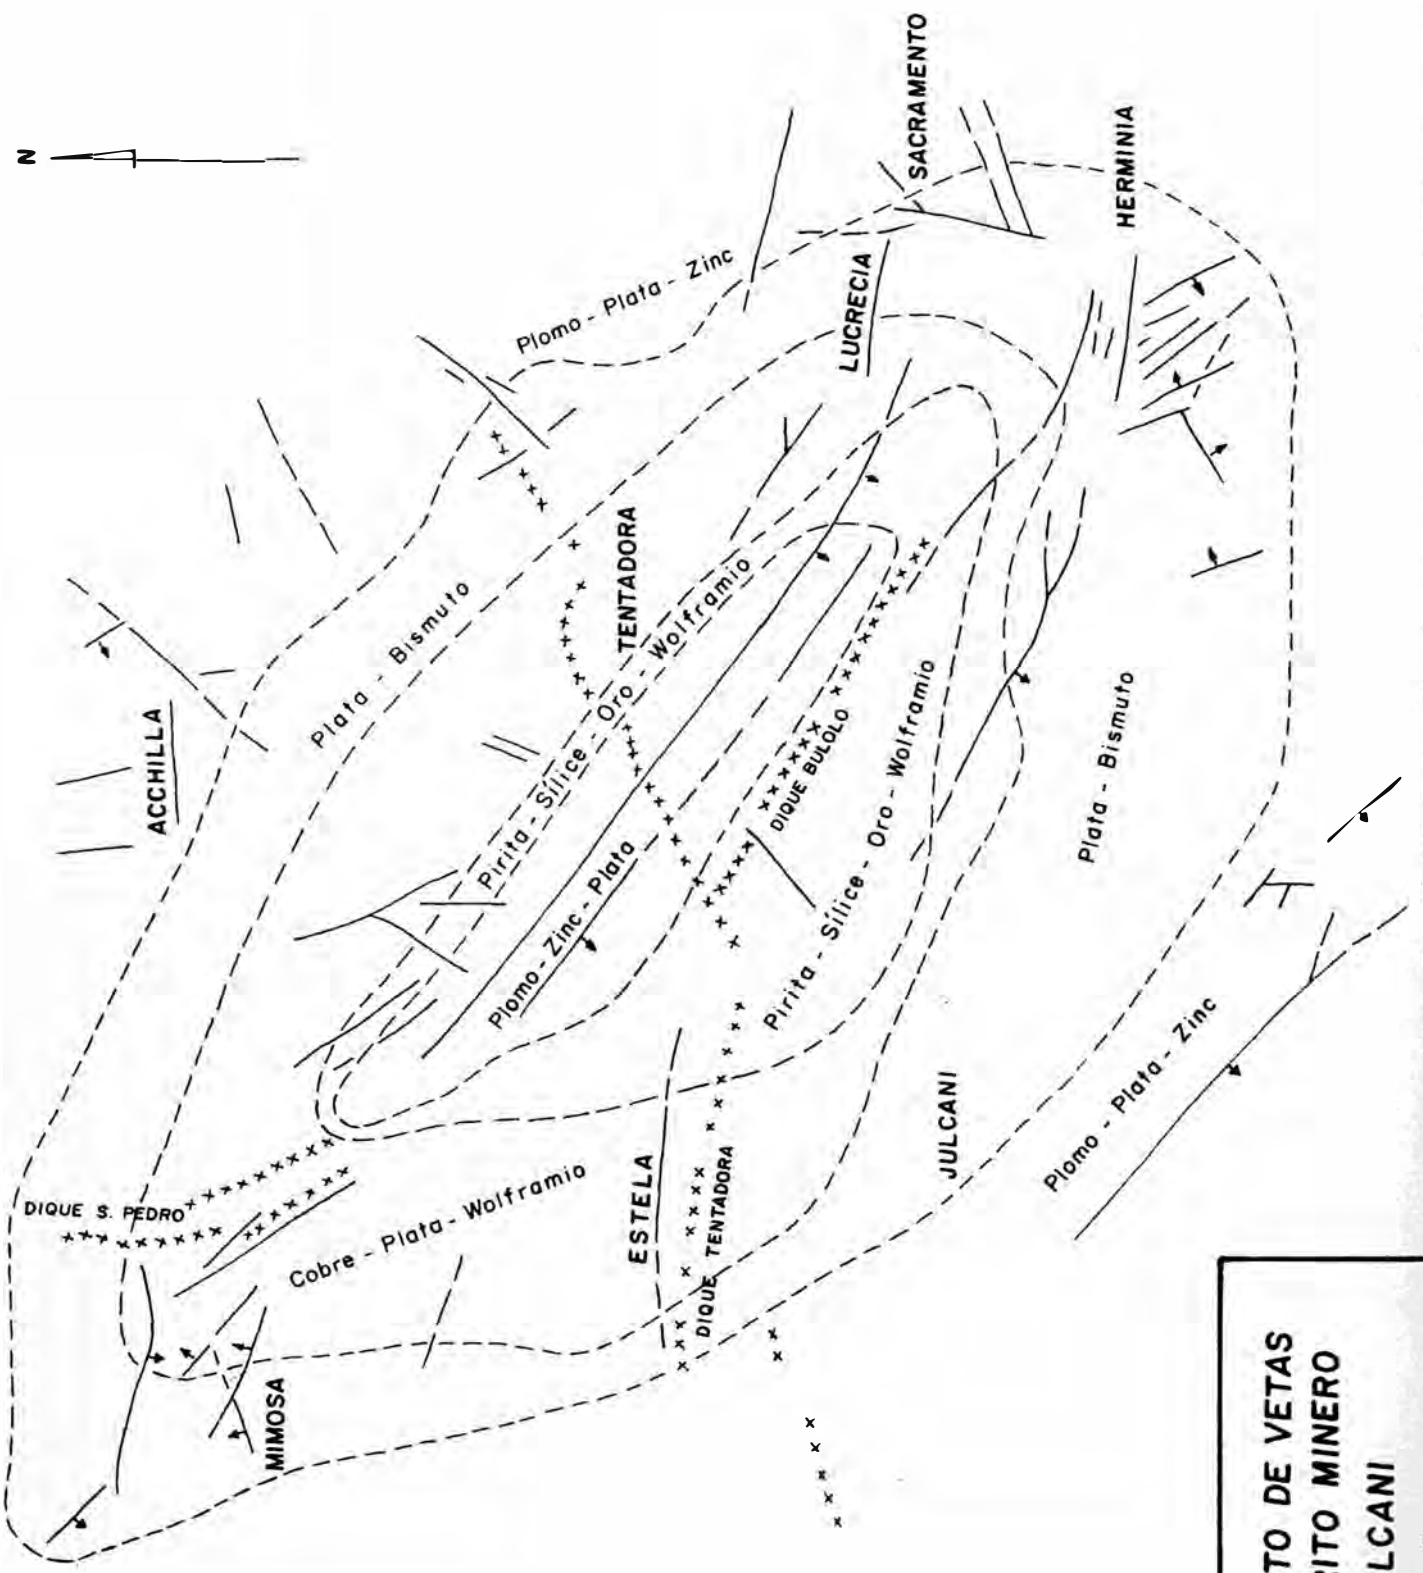 N
SACRAMENTO
HERMINIA
LUCRECIA
Plomo - Plata - Zinc
TENTADORA
Plata - Bismuto
ACCHILLA
Pirita - Sílice - Oro - Wolframio
Plomo - Zinc - Plata
DIQUE BULOLO
Pirita - Sílice - Oro - Wolframio
Plata - Bismuto
DIQUE S. PEDRO
Cobre - Plata - Wolframio
ESTELA
DIQUE TENTADORA
JULCANI
Plomo - Plata - Zinc
MIMOSA
TO DE VETAS
ITO MINERO
LCANI